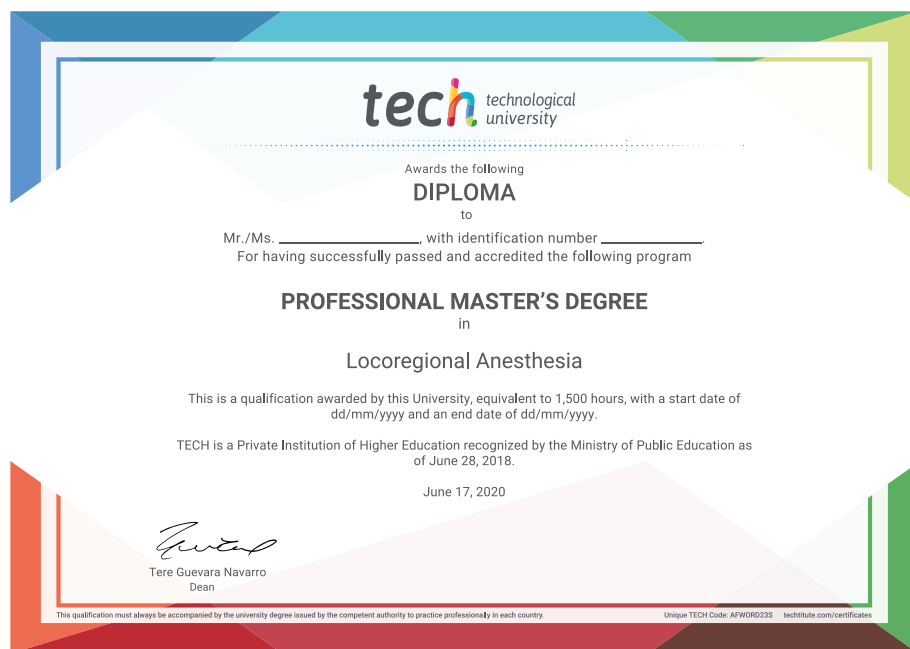 tech technological
university
Awards the following
DIPLOMA
to
Mr./Ms. ____________________, with identification number ______________.
For having successfully passed and accredited the following program
PROFESSIONAL MASTER'S DEGREE
in
Locoregional Anesthesia
This is a qualification awarded by this University, equivalent to 1,500 hours, with a start date of
dd/mm/yyyy and an end date of dd/mm/yyyy.
TECH is a Private Institution of Higher Education recognized by the Ministry of Public Education as
of June 28, 2018.
June 17, 2020
Tere Guevara Navarro
Dean
This qualification must always be accompanied by the university degree issued by the competent authority to practice professionally in each country.
Unique TECH Code: AFWORD23S techtitute.com/certificates